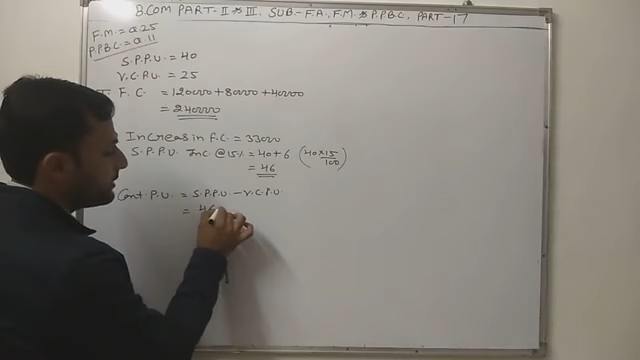 B.COM PART-II & III, SUB-F.A, F.M & P.P.B.C, PART-17
F.M.=Q.25
P.P.B.C=Q.11
S.P.P.U. = 40
V.C.P.U. = 25
T. F. C. = 120000+80000+40000
= 240000
Increas in F.C. = 33000
S.P.P.U. Inc. @15% = 40+6 (40×15/100)
= 46
Cont. P.U. = S.P.P.U. - V.C.P.U.
= 46